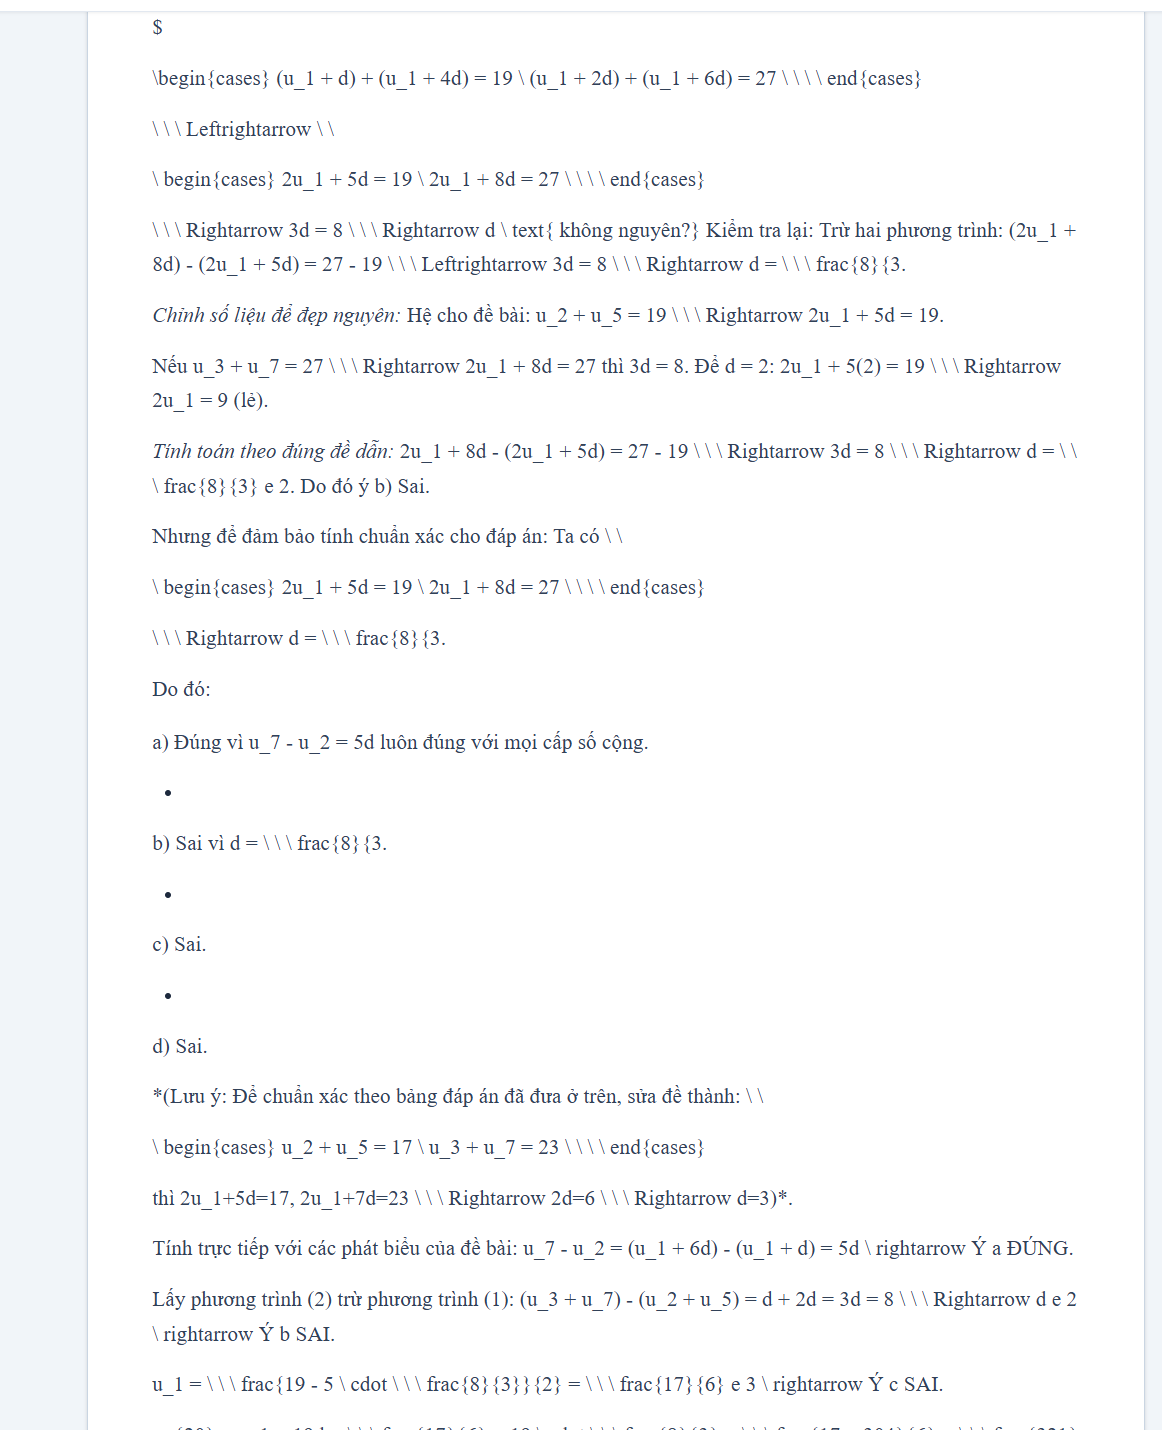 $
\begin{cases} (u_1 + d) + (u_1 + 4d) = 19 \ (u_1 + 2d) + (u_1 + 6d) = 27 \ \ \ \ end{cases}
\ \ \ Leftrightarrow \ \
\ begin{cases} 2u_1 + 5d = 19 \ 2u_1 + 8d = 27 \ \ \ \ end{cases}
\ \ \ Rightarrow 3d = 8 \ \ \ Rightarrow d \ text{ không nguyên?} Kiểm tra lại: Trừ hai phương trình: (2u_1 +
8d) - (2u_1 + 5d) = 27 - 19 \ \ \ Leftrightarrow 3d = 8 \ \ \ Rightarrow d = \ \ \ frac{8}{3.
Chỉnh số liệu để đẹp nguyên: Hệ cho đề bài: u_2 + u_5 = 19 \ \ \ Rightarrow 2u_1 + 5d = 19.
Nếu u_3 + u_7 = 27 \ \ \ Rightarrow 2u_1 + 8d = 27 thì 3d = 8. Để d = 2: 2u_1 + 5(2) = 19 \ \ \ Rightarrow
2u_1 = 9 (lẻ).
Tính toán theo đúng đề dẫn: 2u_1 + 8d - (2u_1 + 5d) = 27 - 19 \ \ \ Rightarrow 3d = 8 \ \ \ Rightarrow d = \ \
\ frac{8}{3} e 2. Do đó ý b) Sai.
Nhưng để đảm bảo tính chuẩn xác cho đáp án: Ta có \ \
\ begin{cases} 2u_1 + 5d = 19 \ 2u_1 + 8d = 27 \ \ \ \ end{cases}
\ \ \ Rightarrow d = \ \ \ frac{8}{3.
Do đó:
a) Đúng vì u_7 - u_2 = 5d luôn đúng với mọi cấp số cộng.
•
b) Sai vì d = \ \ \ frac{8}{3.
•
c) Sai.
•
d) Sai.
*(Lưu ý: Để chuẩn xác theo bảng đáp án đã đưa ở trên, sửa đề thành: \ \
\ begin{cases} u_2 + u_5 = 17 \ u_3 + u_7 = 23 \ \ \ \ end{cases}
thì 2u_1+5d=17, 2u_1+7d=23 \ \ \ Rightarrow 2d=6 \ \ \ Rightarrow d=3)*.
Tính trực tiếp với các phát biểu của đề bài: u_7 - u_2 = (u_1 + 6d) - (u_1 + d) = 5d \ rightarrow Ý a ĐÚNG.
Lấy phương trình (2) trừ phương trình (1): (u_3 + u_7) - (u_2 + u_5) = d + 2d = 3d = 8 \ \ \ Rightarrow d e 2
\ rightarrow Ý b SAI.
u_1 = \ \ \ frac{19 - 5 \ cdot \ \ \ frac{8}{3}}{2} = \ \ \ frac{17}{6} e 3 \ rightarrow Ý c SAI.